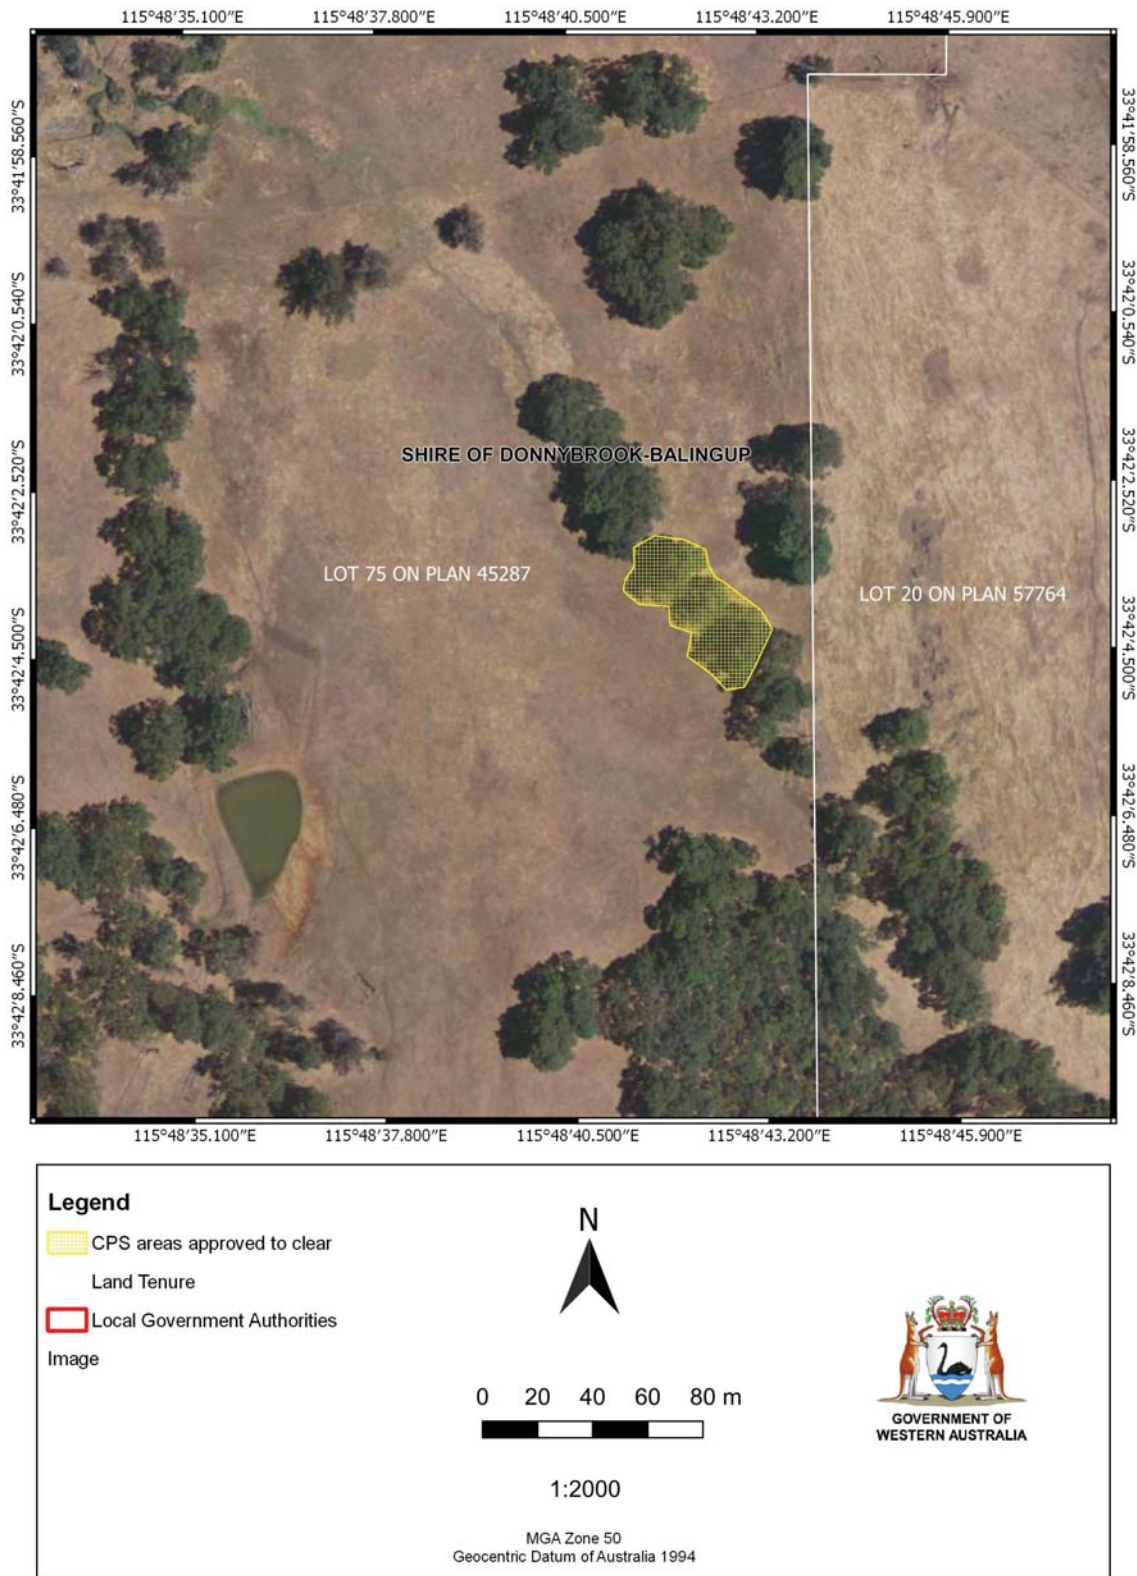 115°48'35.100"E 115°48'37.800"E 115°48'40.500"E 115°48'43.200"E 115°48'45.900"E
33°41'58.560"S
33°42'0.540"S
33°42'2.520"S
33°42'4.500"S
33°42'6.480"S
33°42'8.460"S
33°41'58.560"S
33°42'0.540"S
33°42'2.520"S
33°42'4.500"S
33°42'6.480"S
33°42'8.460"S
SHIRE OF DONNYBROOK-BALINGUP
LOT 75 ON PLAN 45287
LOT 20 ON PLAN 57764
115°48'35.100"E 115°48'37.800"E 115°48'40.500"E 115°48'43.200"E 115°48'45.900"E
Legend
CPS areas approved to clear
Land Tenure
Local Government Authorities
Image
N
0 20 40 60 80 m
1:2000
MGA Zone 50
Geocentric Datum of Australia 1994
GOVERNMENT OF
WESTERN AUSTRALIA